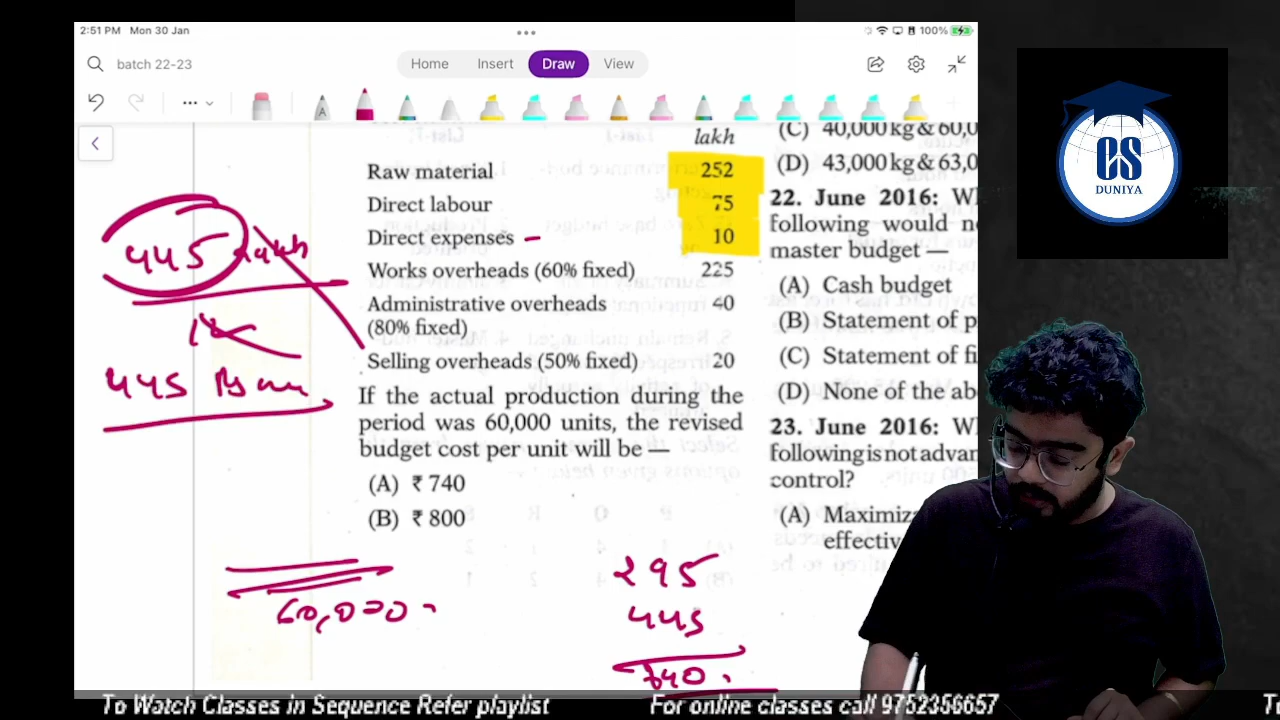 2:51 PM Mon 30 Jan
100%
batch 22-23
Home Insert Draw View
lakh
Raw material 252
Direct labour 75
Direct expenses 10
Works overheads (60% fixed) 225
Administrative overheads 40
(80% fixed)
Selling overheads (50% fixed) 20
If the actual production during the
period was 60,000 units, the revised
budget cost per unit will be —
(A) ₹ 740
(B) ₹ 800
445 lakh
445
60,000
295
445
740
(C) 40,000 kg & 60,0
(D) 43,000 kg & 63,0
22. June 2016: W
following would n
master budget —
(A) Cash budget
(B) Statement of p
(C) Statement of fi
(D) None of the ab
23. June 2016: W
following is not advan
control?
(A) Maximiz
effectiv
CS
DUNIYA
To Watch Classes in Sequence Refer playlist For online classes call 9752356657